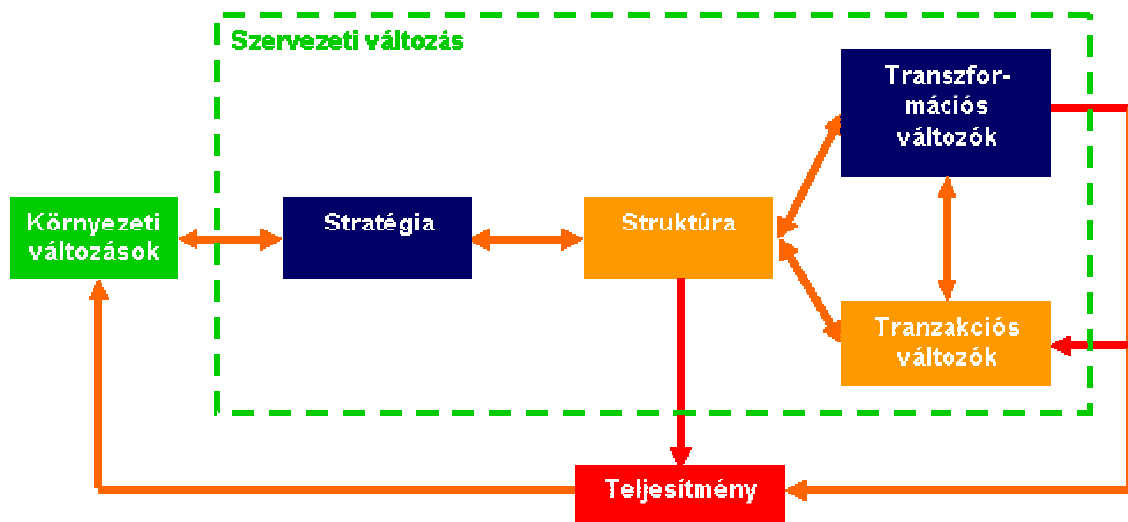 Szervezeti változás
Transzfor-
mációs
változók
Környezeti
változások
Stratégia
Struktúra
Tranzakciós
változók
Teljesítmény